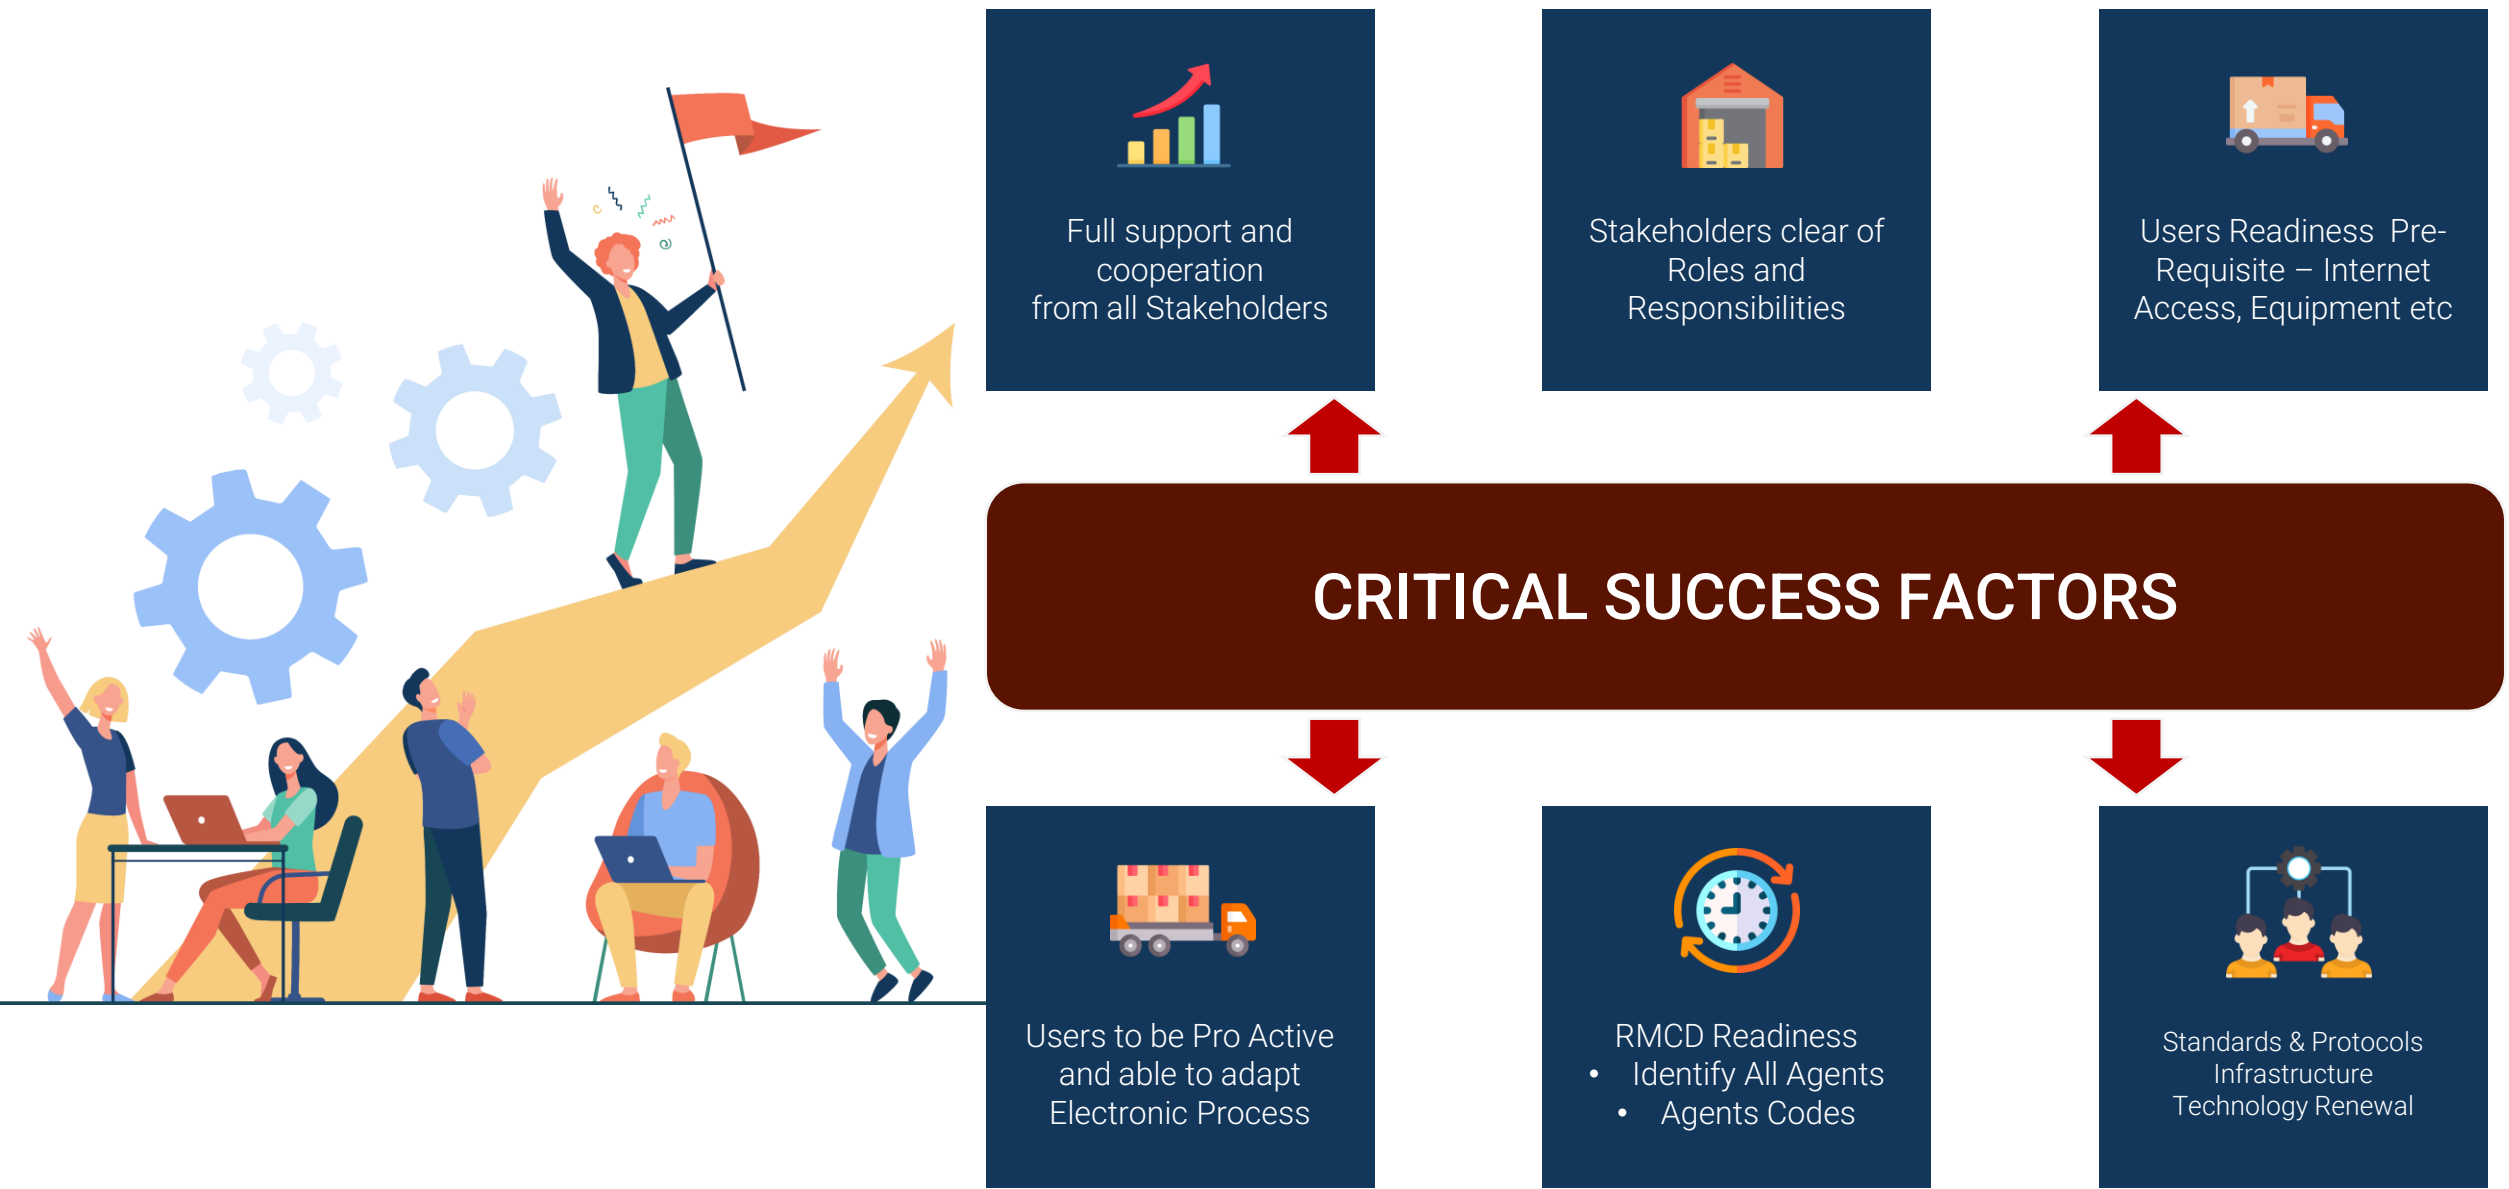 Full support and
cooperation
from all Stakeholders
Stakeholders clear of
Roles and
Responsibilities
Users Readiness  Pre-
Requisite – Internet
Access, Equipment etc
CRITICAL SUCCESS FACTORS
Users to be Pro Active
and able to adapt
Electronic Process
RMCD Readiness
• Identify All Agents
• Agents Codes
Standards & Protocols
Infrastructure
Technology Renewal